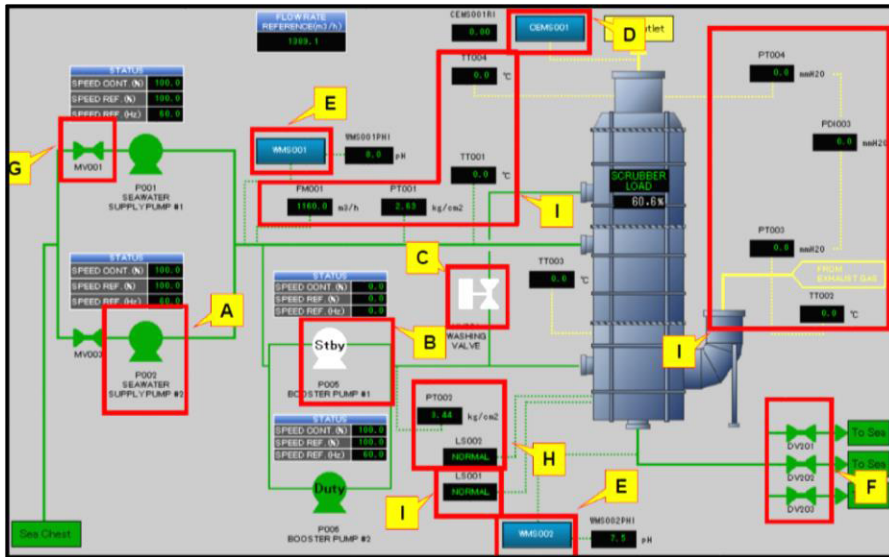 FLOW RATE
REFERENCE(m3/h)
1389.1
CEMS001RI
0.00
CEMS001
D
utlet
STATUS
SPEED CONT.(%) 100.0
SPEED REF.(%) 100.0
SPEED REF.(Hz) 60.0
TT004
0.0 ℃
PT004
0.0 mmH2O
E
WMS001
WMS001PHI
8.0 pH
PDI003
0.0 mmH2O
G
MV001
P001
SEAWATER
SUPPLY PUMP #1
TT001
0.0 ℃
SCRUBBER
LOAD
60.6%
FM001
1160.0 m3/h
PT001
2.63 kg/cm2
I
PT003
0.0 mmH2O
STATUS
SPEED CONT.(%) 100.0
SPEED REF.(%) 100.0
SPEED REF.(Hz) 60.0
C
STATUS
SPEED CONT.(%) 0.0
SPEED REF.(%) 0.0
SPEED REF.(Hz) 0.0
TT003
0.0 ℃
FROM
EXHAUST GAS
TT002
0.0 ℃
A
WASHING
VALVE
B
I
Stby
MV003
P002
SEAWATER
SUPPLY PUMP #2
P005
BOOSTER PUMP #1
PT002
3.44 kg/cm2
STATUS
SPEED CONT.(%) 100.0
SPEED REF.(%) 100.0
SPEED REF.(Hz) 60.0
LS002
NORMAL
H
LS001
NORMAL
I
Duty
BOOSTER PUMP #2
E
WMS002
WMS002PHI
7.5 pH
DV201
To Sea
DV202
To Sea
F
DV203
Sea Chest